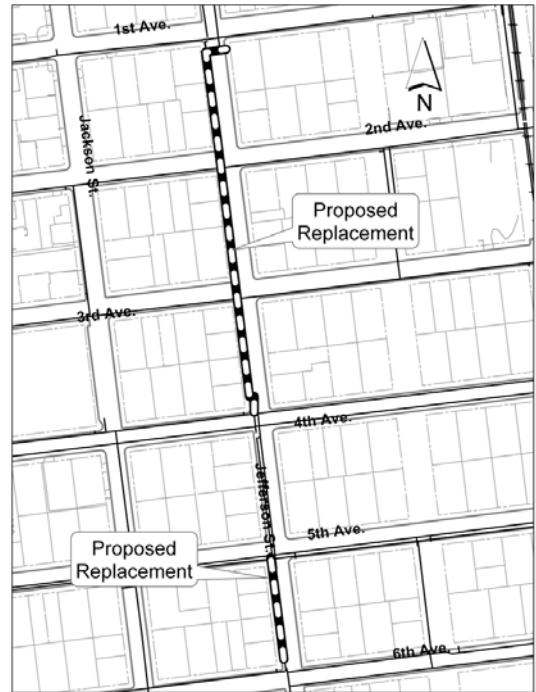 1st Ave.
2nd Ave.
N
Jackson St.
Proposed
Replacement
3rd Ave.
4th Ave.
Jefferson St.
5th Ave.
Proposed
Replacement
6th Ave.